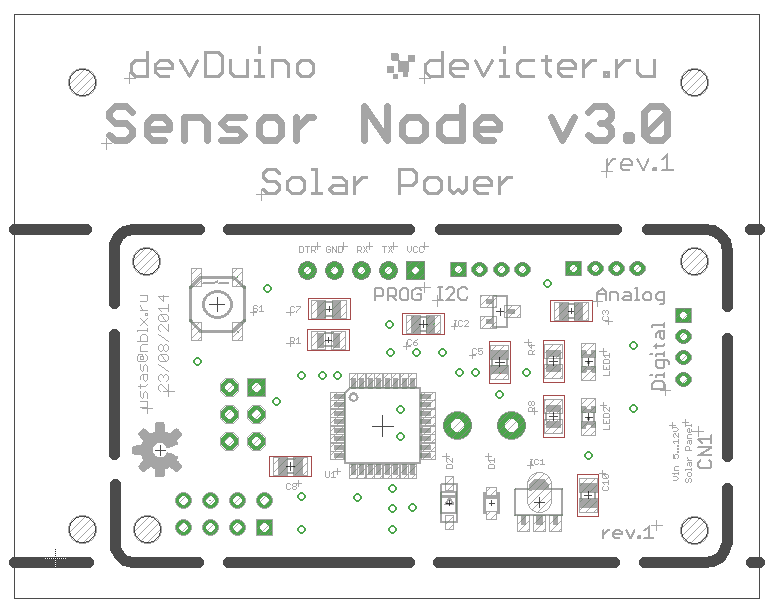 devDuino devicter.ru
Sensor Node v3.0
rev.1
Solar Power
DTR GND RX TX VCC
PROG I2C
Analog
Digital
µstas@nblx.ru
23/08/2014
S1
C7
R1
C6
IC2
C3
C5
R4
LED1
R8
LED2
C8
U1
D2
D1
IC1
C10
Vin 5...12V
Solar Panel
CN1
rev.1